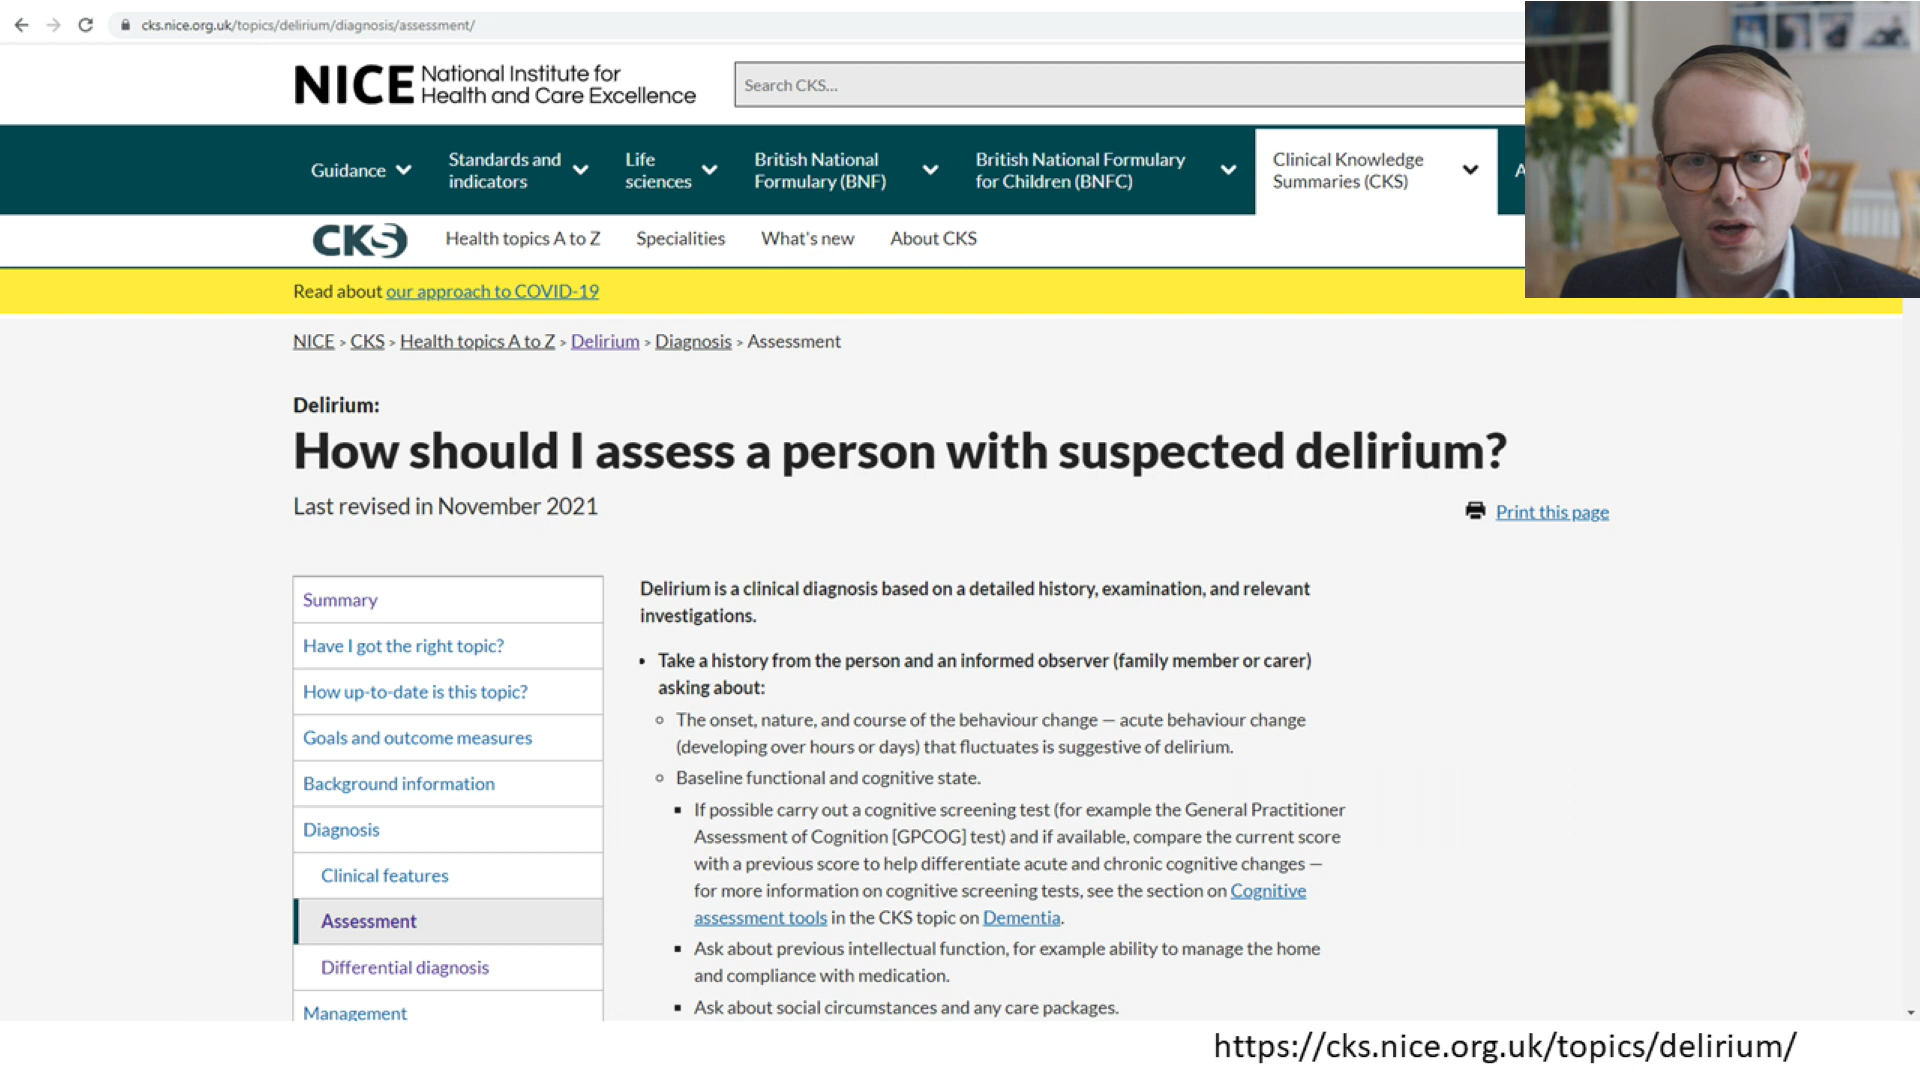 cks.nice.org.uk/topics/delirium/diagnosis/assessment/
NICE National Institute for
Health and Care Excellence
Search CKS...
Guidance
Standards and
indicators
Life
sciences
British National
Formulary (BNF)
British National Formulary
for Children (BNFC)
Clinical Knowledge
Summaries (CKS)
A
CKS
Health topics A to Z
Specialities
What's new
About CKS
Read about our approach to COVID-19
NICE > CKS > Health topics A to Z > Delirium > Diagnosis > Assessment
Delirium:
How should I assess a person with suspected delirium?
Last revised in November 2021
Print this page
Summary
Have I got the right topic?
How up-to-date is this topic?
Goals and outcome measures
Background information
Diagnosis
Clinical features
Assessment
Differential diagnosis
Management
Delirium is a clinical diagnosis based on a detailed history, examination, and relevant
investigations.
• Take a history from the person and an informed observer (family member or carer)
asking about:
○ The onset, nature, and course of the behaviour change — acute behaviour change
(developing over hours or days) that fluctuates is suggestive of delirium.
○ Baseline functional and cognitive state.
▪ If possible carry out a cognitive screening test (for example the General Practitioner
Assessment of Cognition [GPCOG] test) and if available, compare the current score
with a previous score to help differentiate acute and chronic cognitive changes —
for more information on cognitive screening tests, see the section on Cognitive
assessment tools in the CKS topic on Dementia.
▪ Ask about previous intellectual function, for example ability to manage the home
and compliance with medication.
▪ Ask about social circumstances and any care packages.
https://cks.nice.org.uk/topics/delirium/